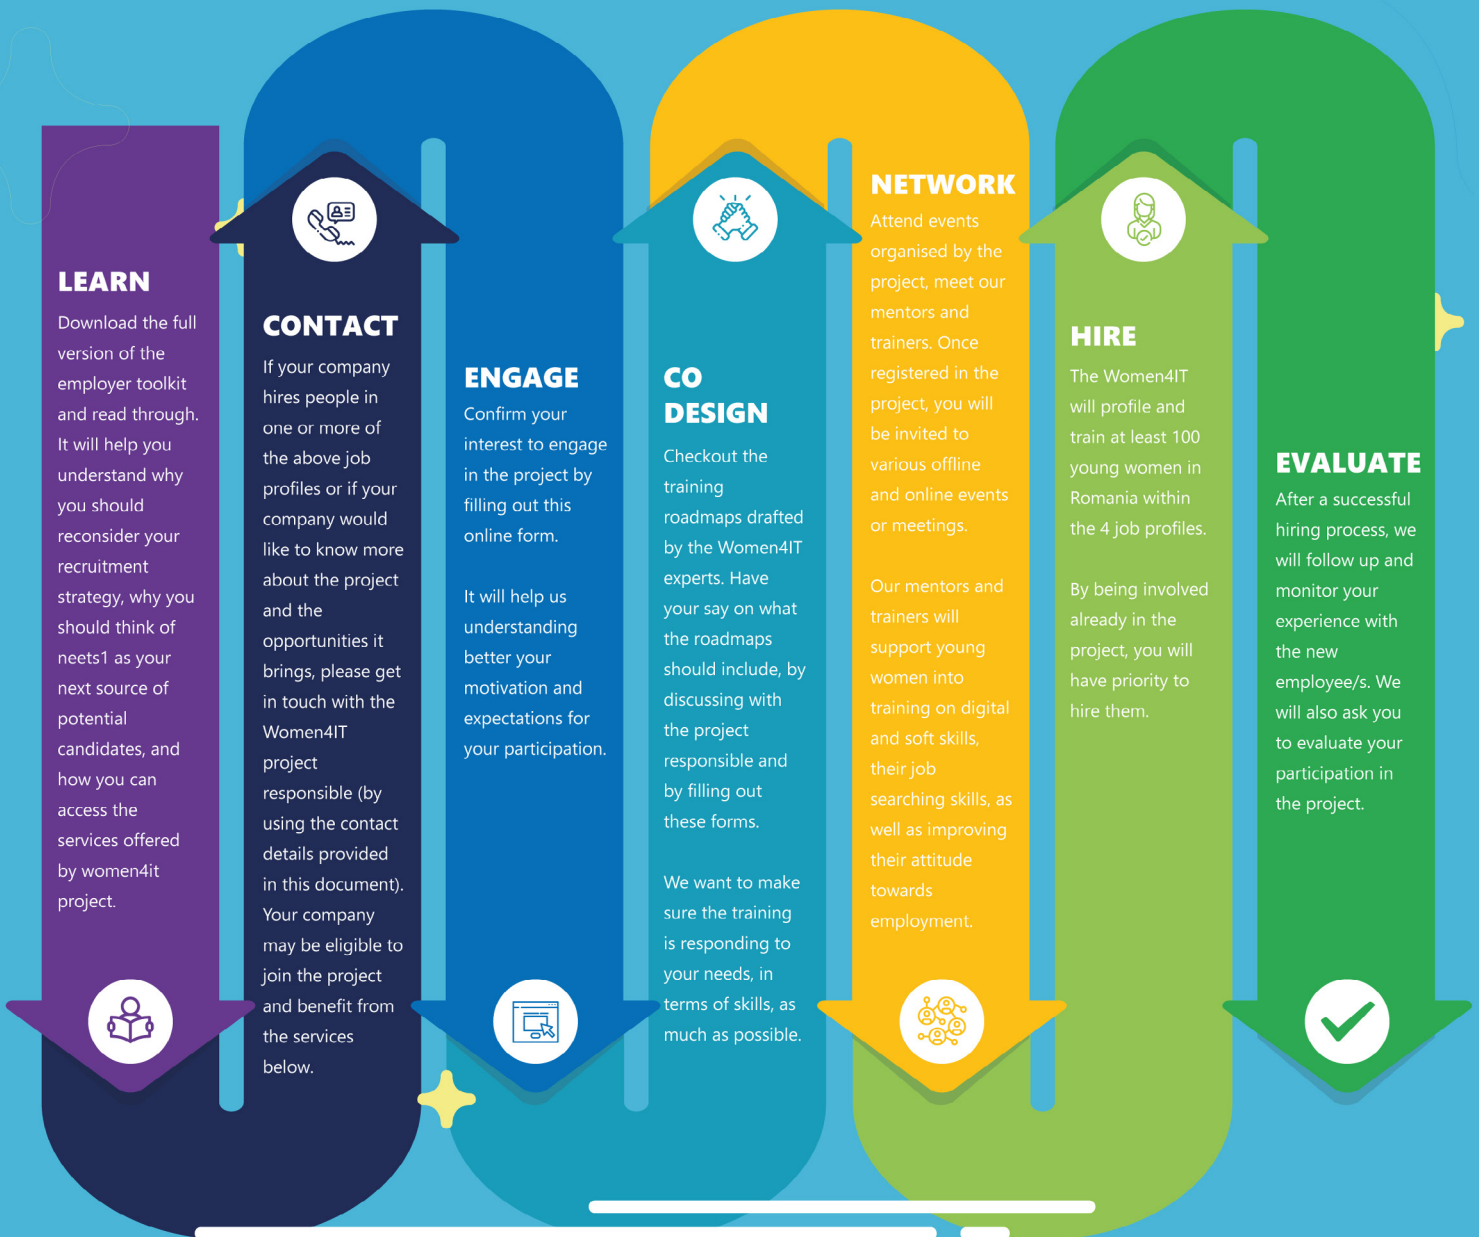 LEARN
Download the full
version of the
employer toolkit
and read through.
It will help you
understand why
you should
reconsider your
recruitment
strategy, why you
should think of
neets1 as your
next source of
potential
candidates, and
how you can
access the
services offered
by women4it
project.
CONTACT
If your company
hires people in
one or more of
the above job
profiles or if your
company would
like to know more
about the project
and the
opportunities it
brings, please get
in touch with the
Women4IT
project
responsible (by
using the contact
details provided
in this document).
Your company
may be eligible to
join the project
and benefit from
the services
below.
ENGAGE
Confirm your
interest to engage
in the project by
filling out this
online form.
It will help us
understanding
better your
motivation and
expectations for
your participation.
CO
DESIGN
Checkout the
training
roadmaps drafted
by the Women4IT
experts. Have
your say on what
the roadmaps
should include, by
discussing with
the project
responsible and
by filling out
these forms.
We want to make
sure the training
is responding to
your needs, in
terms of skills, as
much as possible.
NETWORK
Attend events
organised by the
project, meet our
mentors and
trainers. Once
registered in the
project, you will
be invited to
various offline
and online events
or meetings.
Our mentors and
trainers will
support young
women into
training on digital
and soft skills,
their job
searching skills, as
well as improving
their attitude
towards
employment.
HIRE
The Women4IT
will profile and
train at least 100
young women in
Romania within
the 4 job profiles.
By being involved
already in the
project, you will
have priority to
hire them.
EVALUATE
After a successful
hiring process, we
will follow up and
monitor your
experience with
the new
employee/s. We
will also ask you
to evaluate your
participation in
the project.